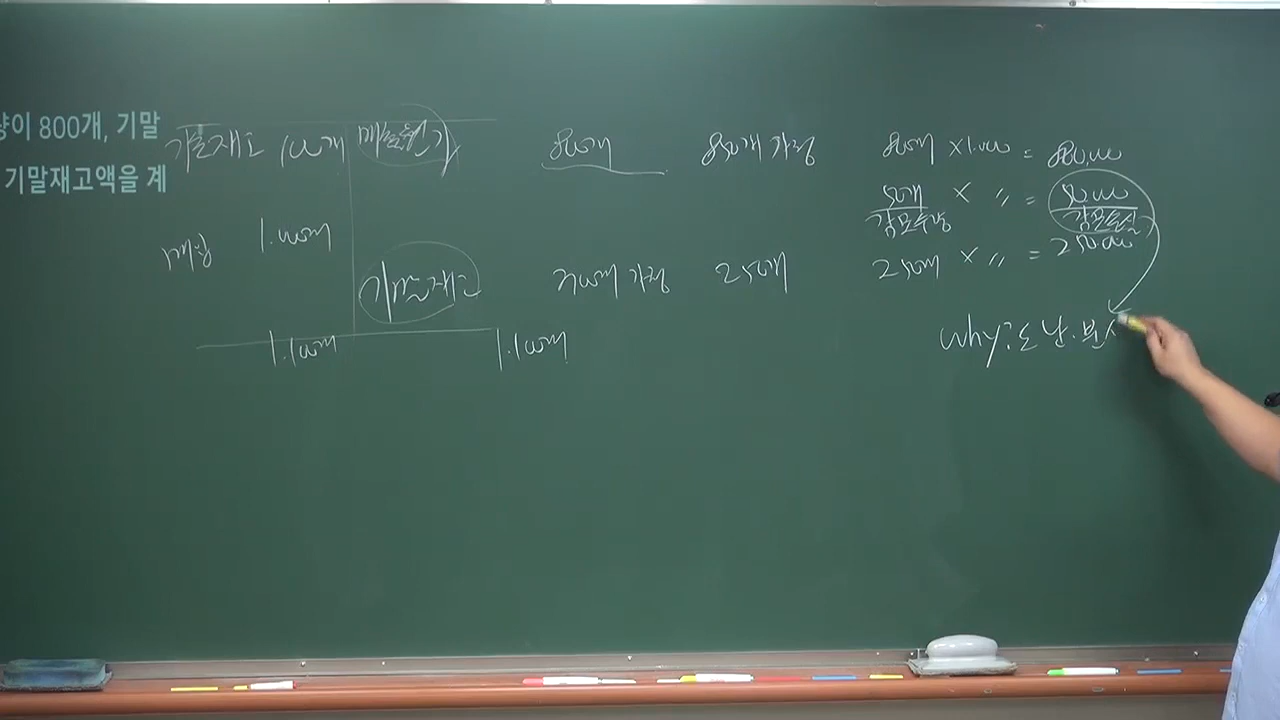 량이 800개, 기말
기말재고액을 계
기초재고 100개 매출원가 800개 850개 가정
매입 1.000개
기말재고 300개 가정 250개
1.100개 1.100개
800개 × 1.000 = 800,000
50개 × 〃 = 50,000
감모수량 감모손실
250개 × 〃 = 250,000
why? 도난.분실